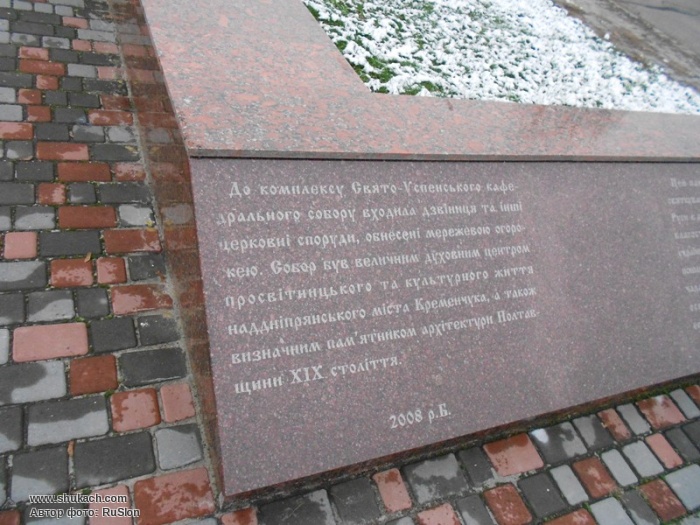 До комплексу Свято-Успенського кафе-
дрального собору входила дзвіниця та інші
церковні споруди, обнесені мережевою огоро-
жею. Собор був величним духовним центром
просвітницького та культурного життя
наддніпрянського міста Кременчука, а також
визначним пам'ятником архітектури Полтав-
щини XIX століття.
2008 р.Б.
www.shukach.com
Автор фото: RuSlon